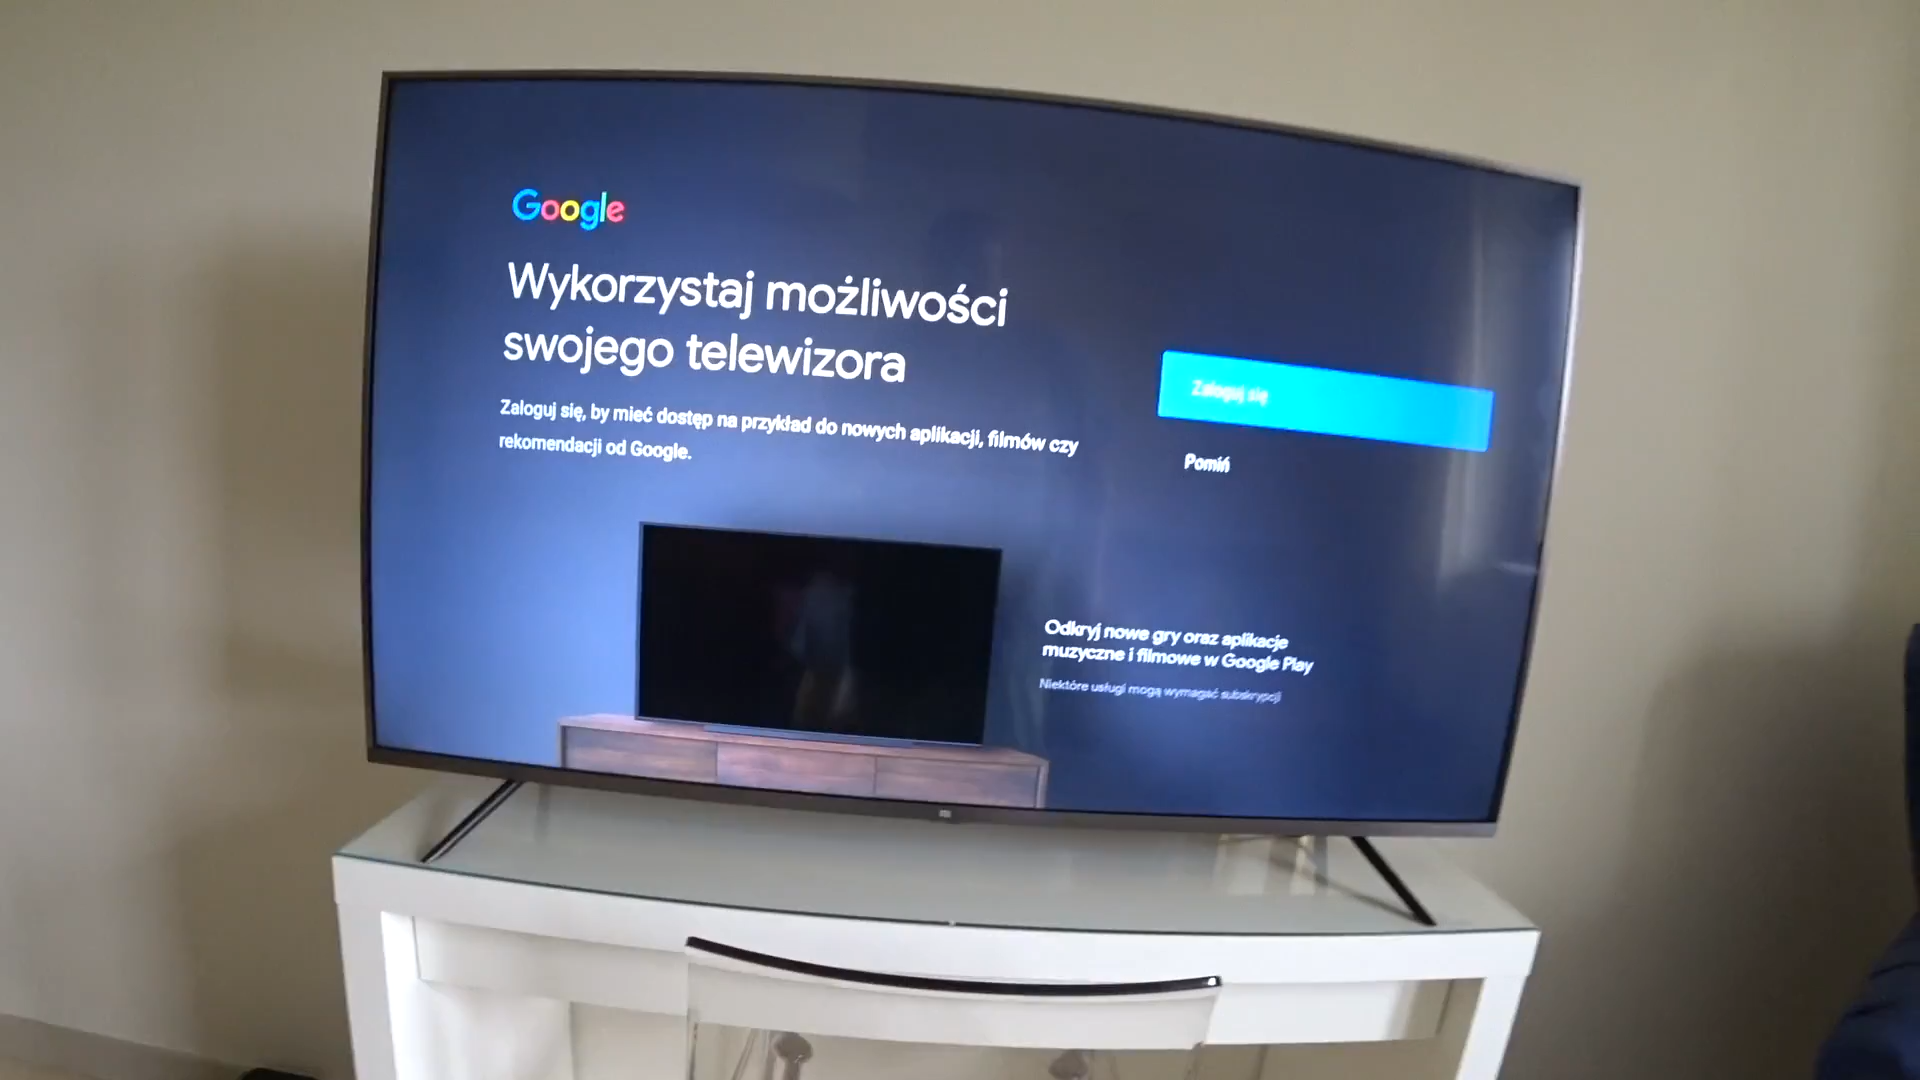 Google
Wykorzystaj możliwości
swojego telewizora
Zaloguj się, by mieć dostęp na przykład do nowych aplikacji, filmów czy
rekomendacji od Google.
Zaloguj się
Pomiń
Odkryj nowe gry oraz aplikacje
muzyczne i filmowe w Google Play
Niektóre usługi mogą wymagać subskrypcji